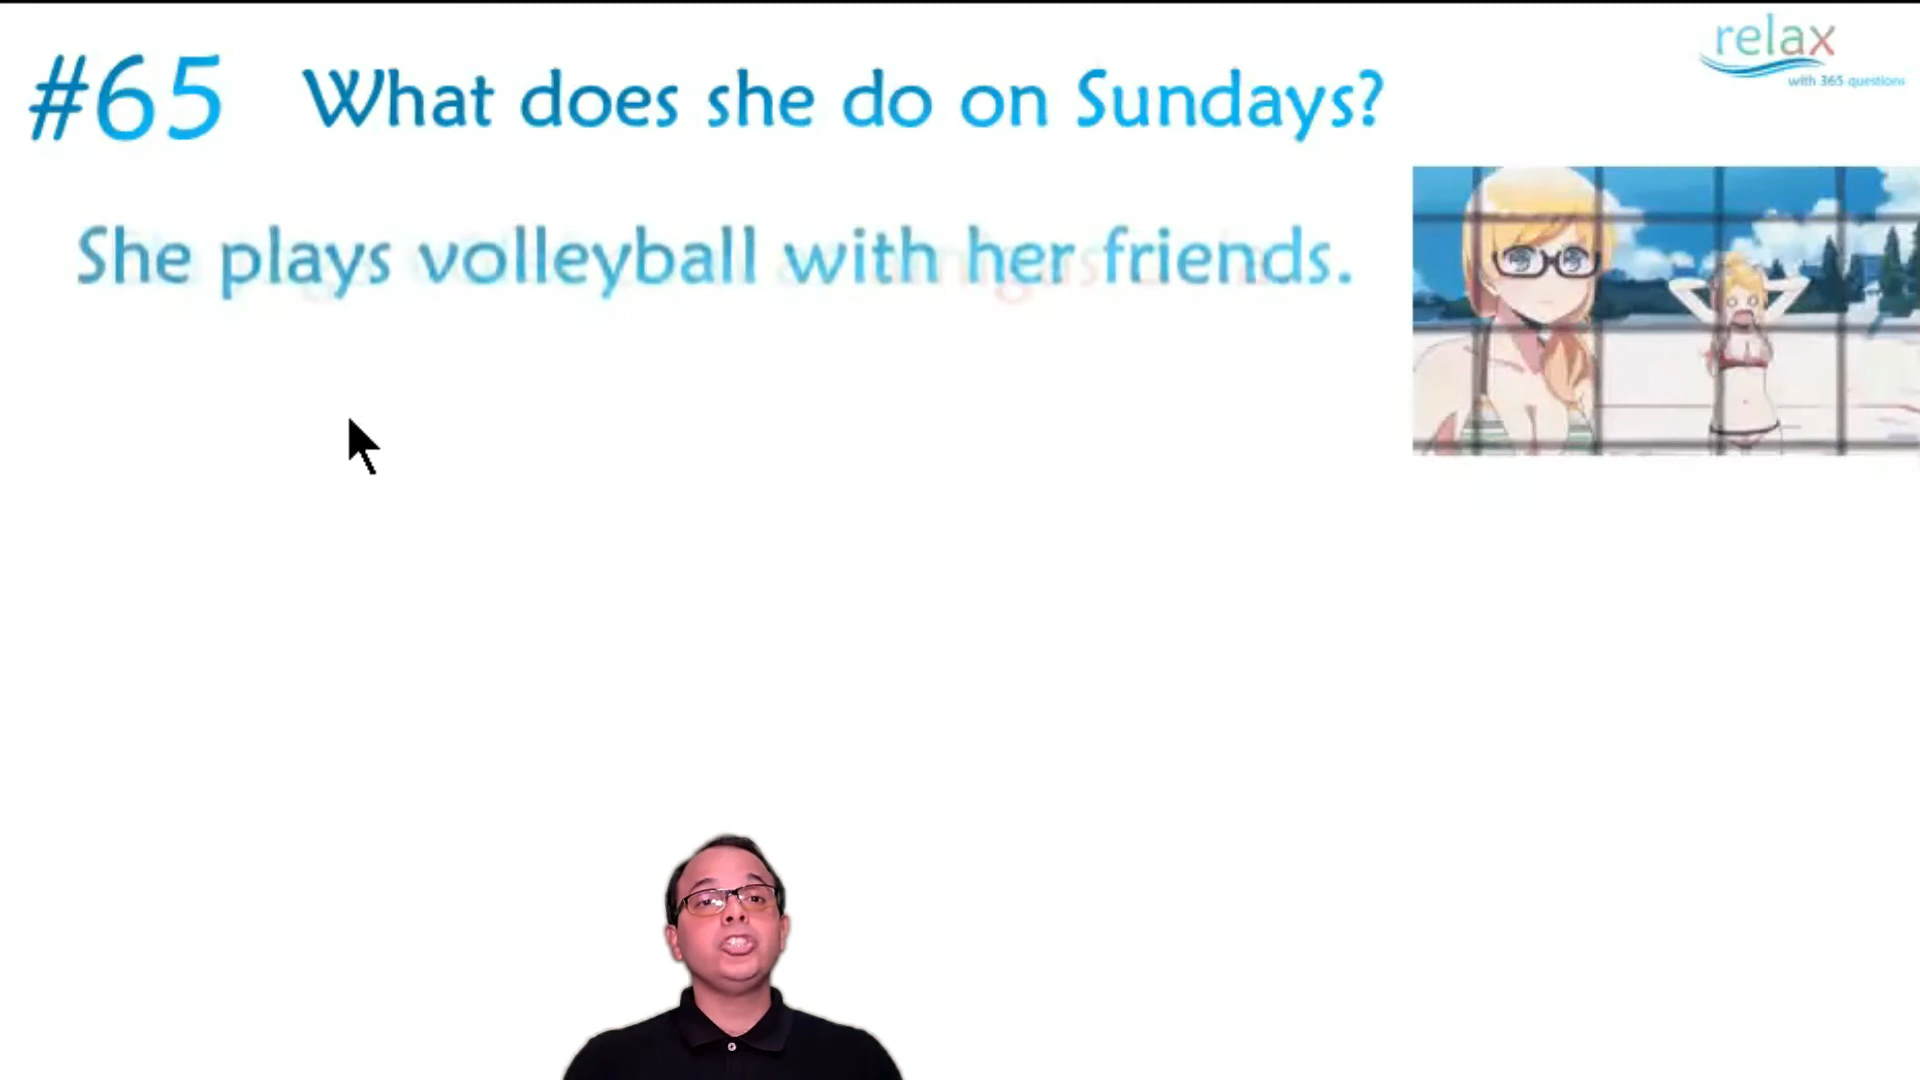 relax
with 365 questions
#65 What does she do on Sundays?
She plays volleyball with her friends.